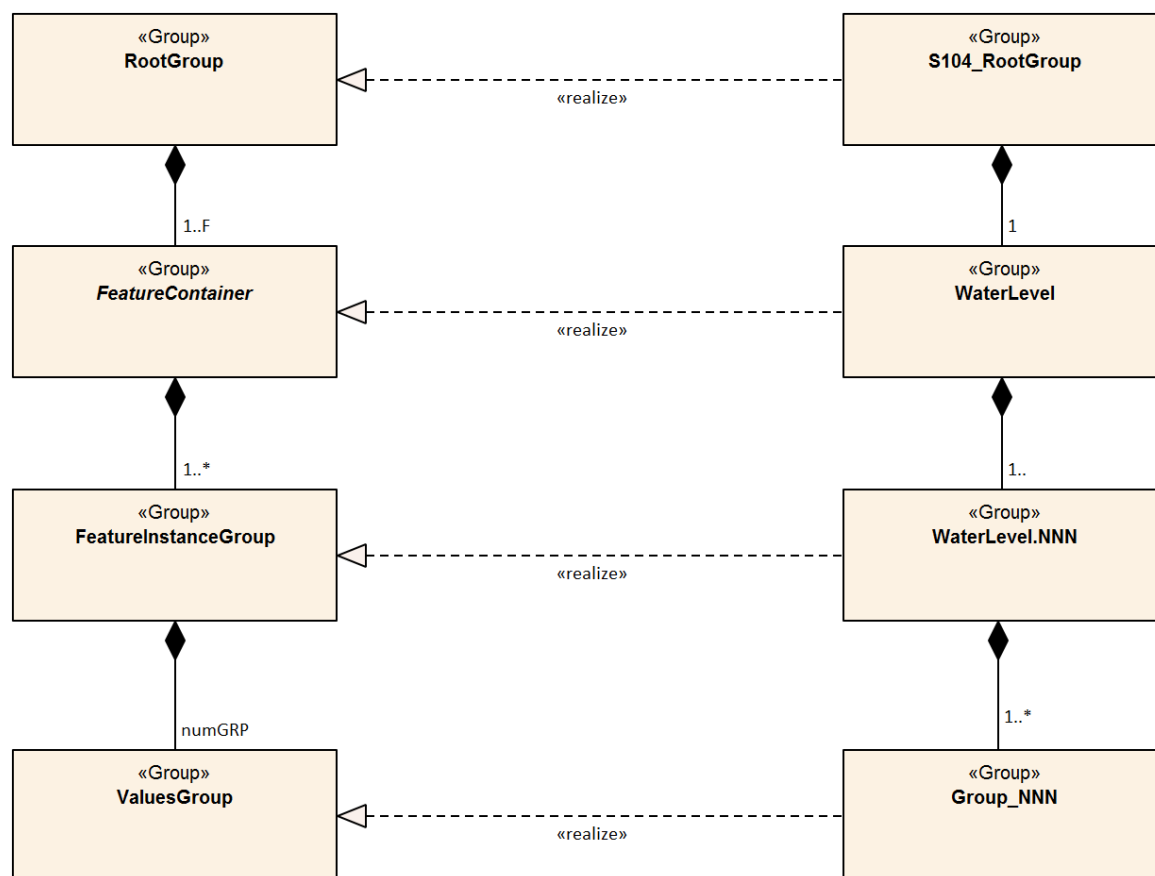 «Group»
RootGroup
«Group»
S104_RootGroup
«realize»
1..F
1
«Group»
FeatureContainer
«Group»
WaterLevel
«realize»
1..*
1..
«Group»
FeatureInstanceGroup
«Group»
WaterLevel.NNN
«realize»
numGRP
1..*
«Group»
ValuesGroup
«Group»
Group_NNN
«realize»